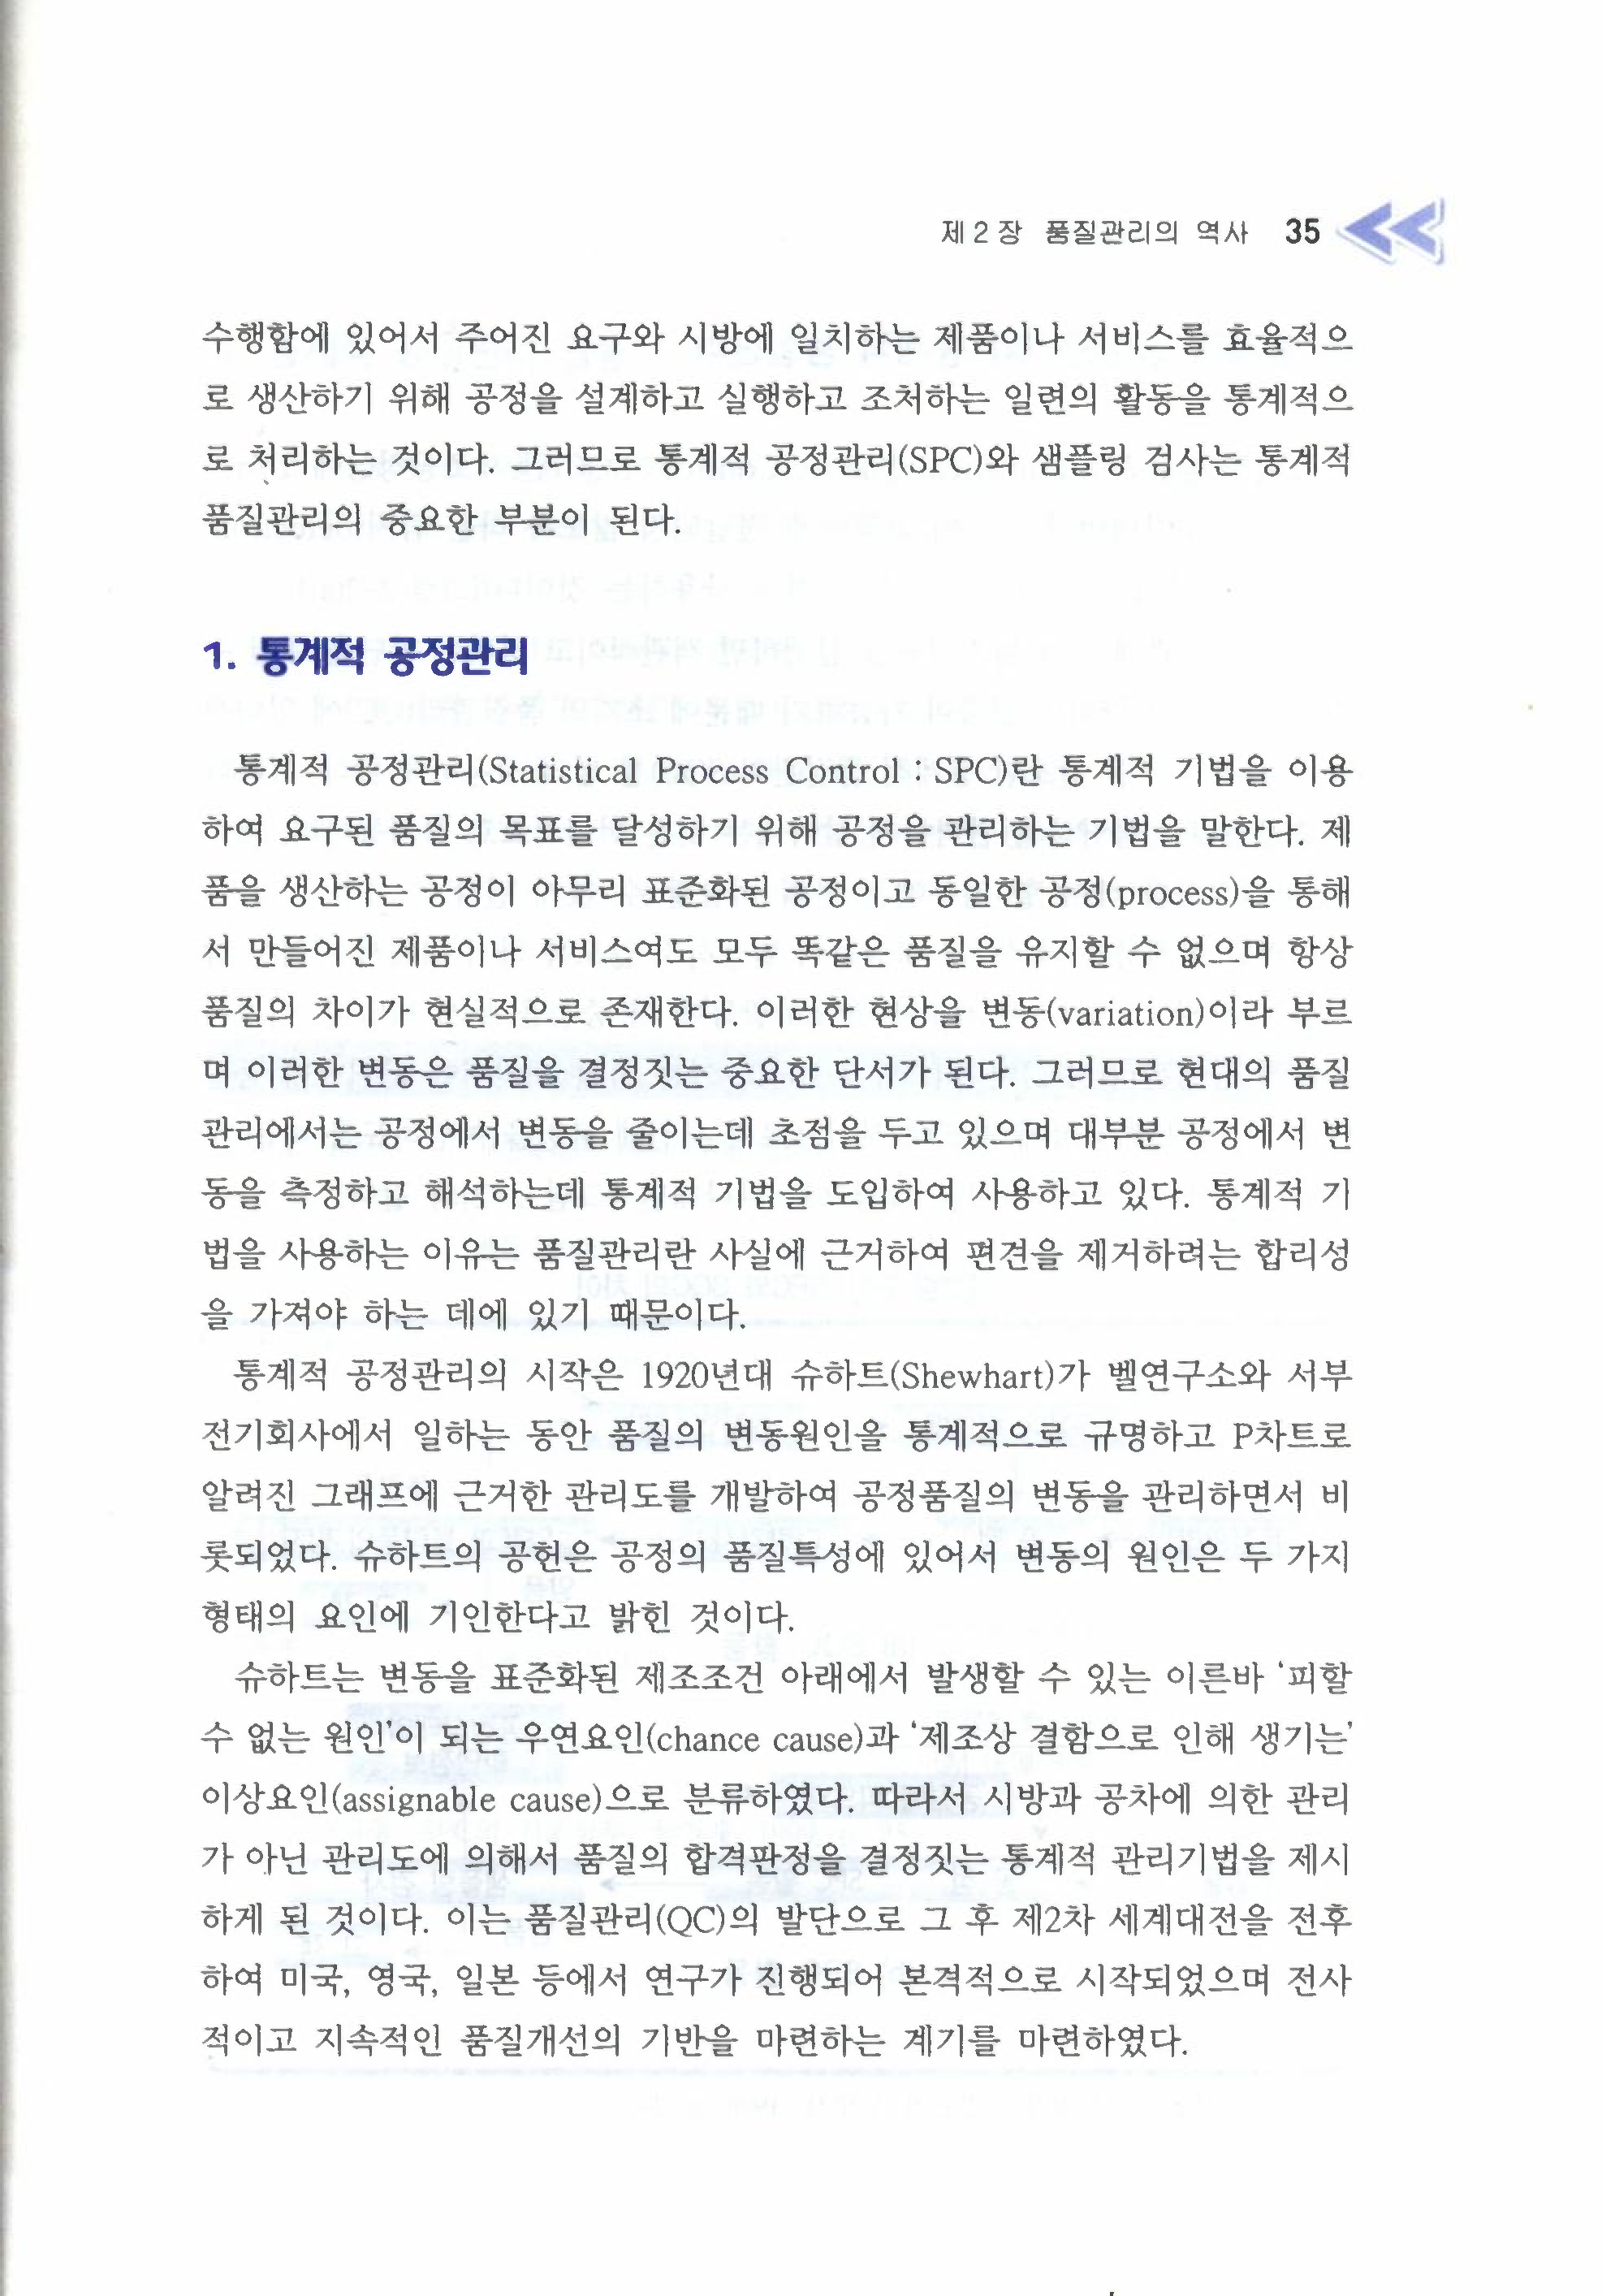 제 2 장 품질관리의 역사 35
수행함에 있어서 주어진 요구와 시방에 일치하는 제품이나 서비스를 효율적으
로 생산하기 위해 공정을 설계하고 실행하고 조처하는 일련의 활동을 통계적으
로 처리하는 것이다. 그러므로 통계적 공정관리(SPC)와 샘플링 검사는 통계적
품질관리의 중요한 부분이 된다.
1. 통계적 공정관리
통계적 공정관리(Statistical Process Control : SPC)란 통계적 기법을 이용
하여 요구된 품질의 목표를 달성하기 위해 공정을 관리하는 기법을 말한다. 제
품을 생산하는 공정이 아무리 표준화된 공정이고 동일한 공정(process)을 통해
서 만들어진 제품이나 서비스여도 모두 똑같은 품질을 유지할 수 없으며 항상
품질의 차이가 현실적으로 존재한다. 이러한 현상을 변동(variation)이라 부르
며 이러한 변동은 품질을 결정짓는 중요한 단서가 된다. 그러므로 현대의 품질
관리에서는 공정에서 변동을 줄이는데 초점을 두고 있으며 대부분 공정에서 변
동을 측정하고 해석하는데 통계적 기법을 도입하여 사용하고 있다. 통계적 기
법을 사용하는 이유는 품질관리란 사실에 근거하여 편견을 제거하려는 합리성
을 가져야 하는 데에 있기 때문이다.
통계적 공정관리의 시작은 1920년대 슈하트(Shewhart)가 벨연구소와 서부
전기회사에서 일하는 동안 품질의 변동원인을 통계적으로 규명하고 P차트로
알려진 그래프에 근거한 관리도를 개발하여 공정품질의 변동을 관리하면서 비
롯되었다. 슈하트의 공헌은 공정의 품질특성에 있어서 변동의 원인은 두 가지
형태의 요인에 기인한다고 밝힌 것이다.
슈하트는 변동을 표준화된 제조조건 아래에서 발생할 수 있는 이른바 '피할
수 없는 원인'이 되는 우연요인(chance cause)과 '제조상 결함으로 인해 생기는'
이상요인(assignable cause)으로 분류하였다. 따라서 시방과 공차에 의한 관리
가 아닌 관리도에 의해서 품질의 합격판정을 결정짓는 통계적 관리기법을 제시
하게 된 것이다. 이는 품질관리(QC)의 발단으로 그 후 제2차 세계대전을 전후
하여 미국, 영국, 일본 등에서 연구가 진행되어 본격적으로 시작되었으며 전사
적이고 지속적인 품질개선의 기반을 마련하는 계기를 마련하였다.